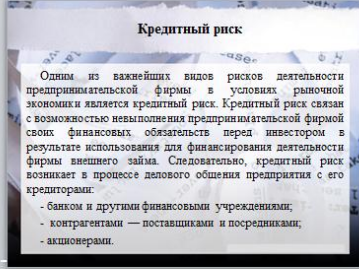 Кредитный риск
Одним из важнейших видов рисков деятельности
предпринимательской фирмы в условиях рыночной
экономики является кредитный риск. Кредитный риск связан
с возможностью невыполнения предпринимательской фирмой
своих финансовых обязательств перед инвестором в
результате использования для финансирования деятельности
фирмы внешнего займа. Следовательно, кредитный риск
возникает в процессе делового общения предприятия с его
кредиторами:
- банком и другими финансовыми учреждениями;
- контрагентами — поставщиками и посредниками;
- акционерами.